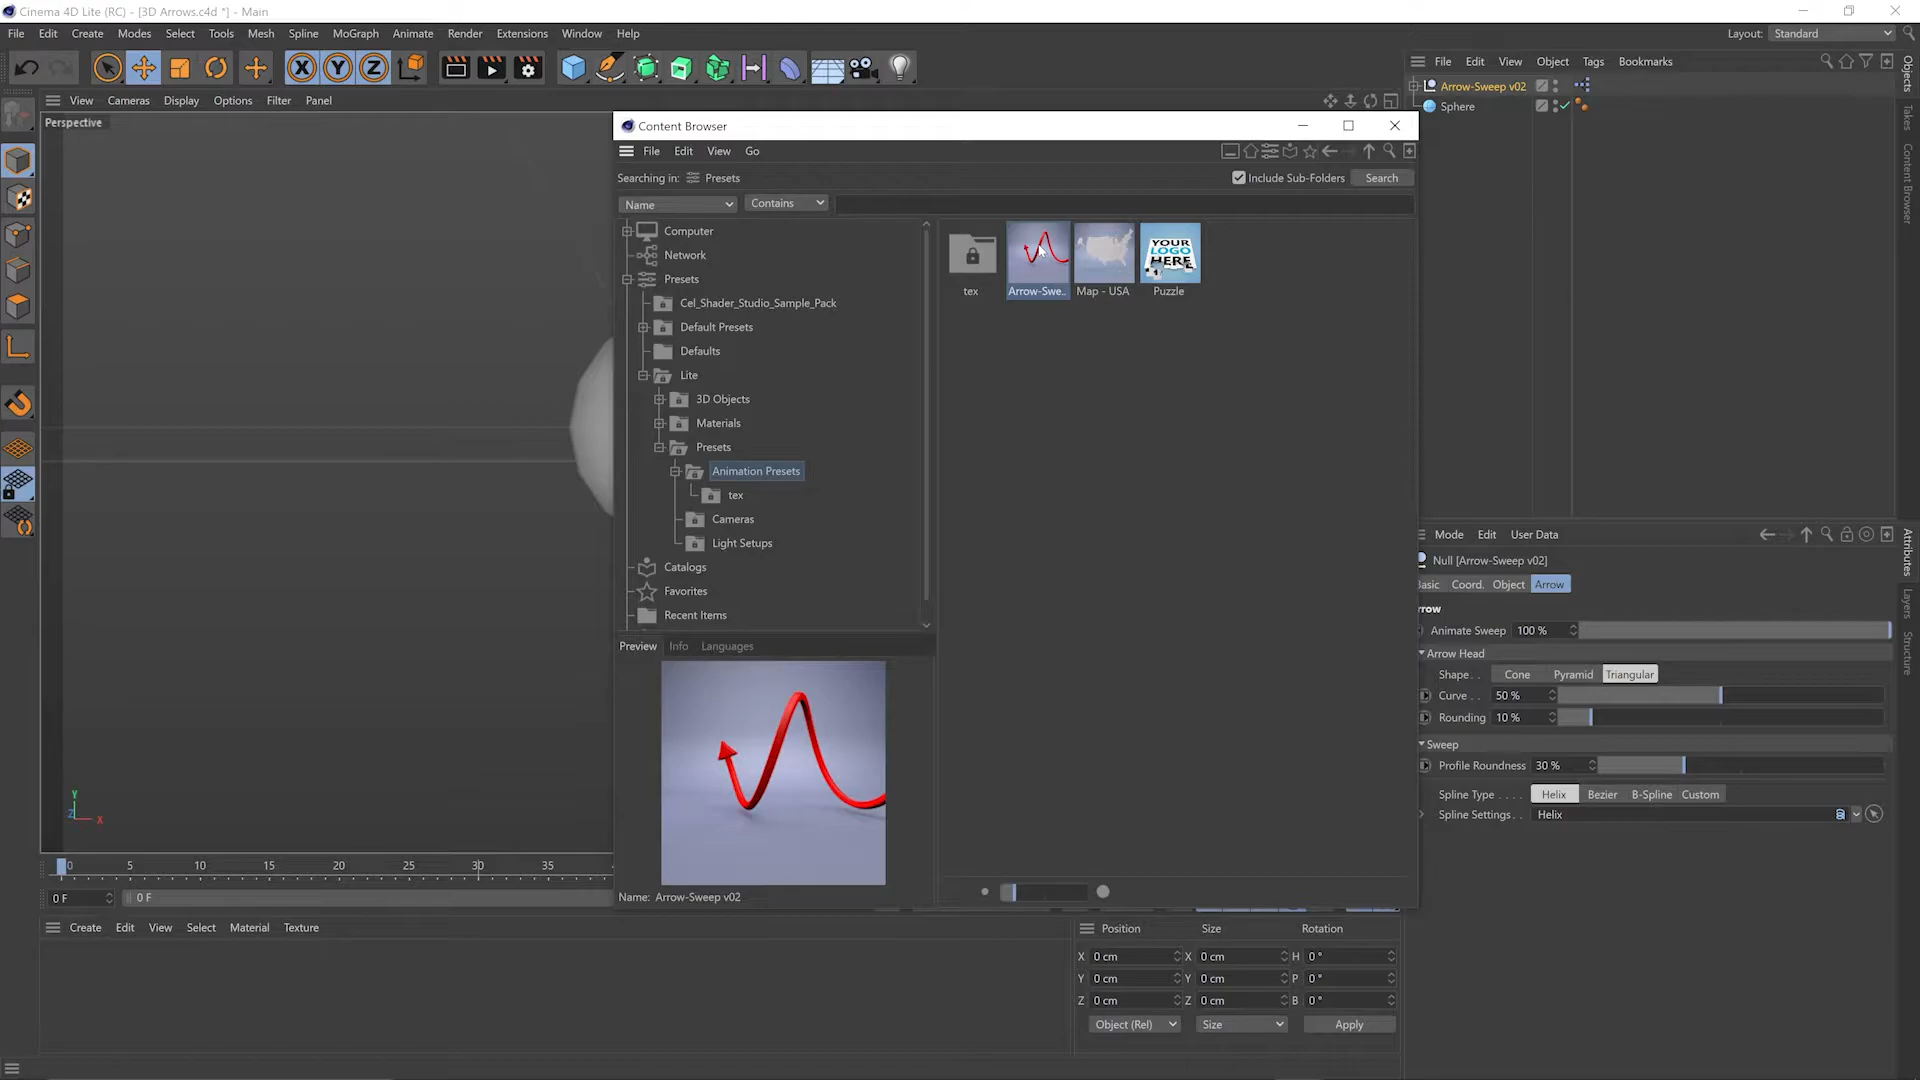 Cinema 4D Lite (RC) - [3D Arrows.c4d *] - Main
File Edit Create Modes Select Tools Mesh Spline MoGraph Animate Render Extensions Window Help
Layout: Standard
File Edit View Object Tags Bookmarks
Objects
Takes
Content Browser
Arrow-Sweep v02
Sphere
View Cameras Display Options Filter Panel
Perspective
Content Browser
File Edit View Go
Searching in: Presets
Include Sub-Folders Search
Name Contains
Computer
Network
Presets
Cel_Shader_Studio_Sample_Pack
Default Presets
Defaults
Lite
3D Objects
Materials
Presets
Animation Presets
tex
Cameras
Light Setups
Catalogs
Favorites
Recent Items
YOUR LOGO HERE
tex Arrow-Swe.. Map - USA Puzzle
Preview Info Languages
Name: Arrow-Sweep v02
Mode Edit User Data
Attributes
Layers
Structure
Null [Arrow-Sweep v02]
asic Coord. Object Arrow
rrow
Animate Sweep 100 %
Arrow Head
Shape . . Cone Pyramid Triangular
Curve . . 50 %
Rounding 10 %
Sweep
Profile Roundness 30 %
Spline Type . . . . Helix Bezier B-Spline Custom
Spline Settings . . Helix
Y
Z
X
0 5 10 15 20 25 30 35
0 F 0 F
Create Edit View Select Material Texture
Position Size Rotation
X 0 cm X 0 cm H 0 °
Y 0 cm Y 0 cm P 0 °
Z 0 cm Z 0 cm B 0 °
Object (Rel) Size Apply